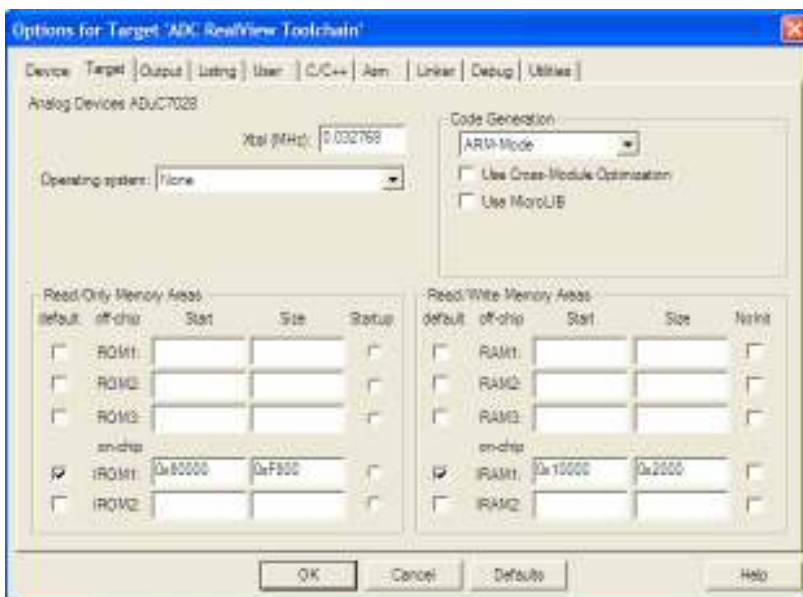 Options for Target 'ADC RealView Toolchain'
Device Target Output Listing User C/C++ Asm Linker Debug Utilities
Analog Devices ADuC7028
Xtal (MHz): 0.032768
Operating system: None
Code Generation
ARM-Mode
Use Cross-Module Optimization
Use MicroLIB
Read/Only Memory Areas
default off-chip Start Size Startup
ROM1:
ROM2:
ROM3:
on-chip
IROM1: 0x80000 0xF800
IROM2:
Read/Write Memory Areas
default off-chip Start Size NoInit
RAM1:
RAM2:
RAM3:
on-chip
IRAM1: 0x10000 0x2000
IRAM2:
OK Cancel Defaults Help